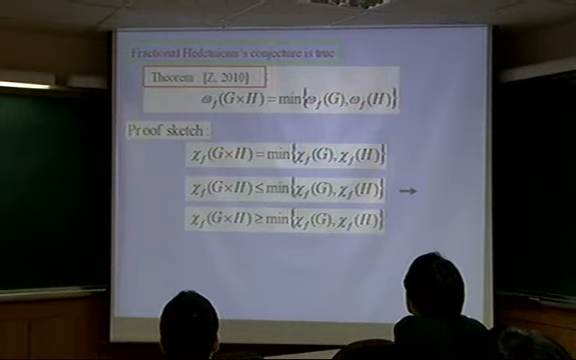 Fractional Hedetniemi's conjecture is true
Theorem [Z, 2010]
ω_f(G×H) = min{ω_f(G), ω_f(H)}
Proof sketch:
χ_f(G×H) = min{χ_f(G), χ_f(H)}
χ_f(G×H) ≤ min{χ_f(G), χ_f(H)} →
χ_f(G×H) ≥ min{χ_f(G), χ_f(H)}